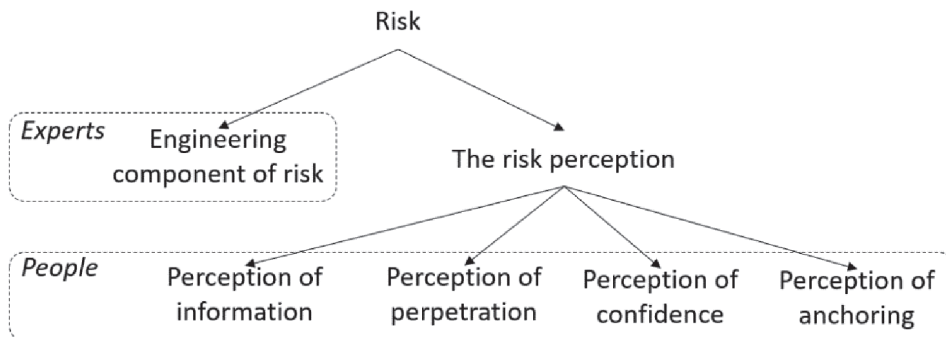 Risk
Experts
Engineering
component of risk
The risk perception
People
Perception of
information
Perception of
perpetration
Perception of
confidence
Perception of
anchoring